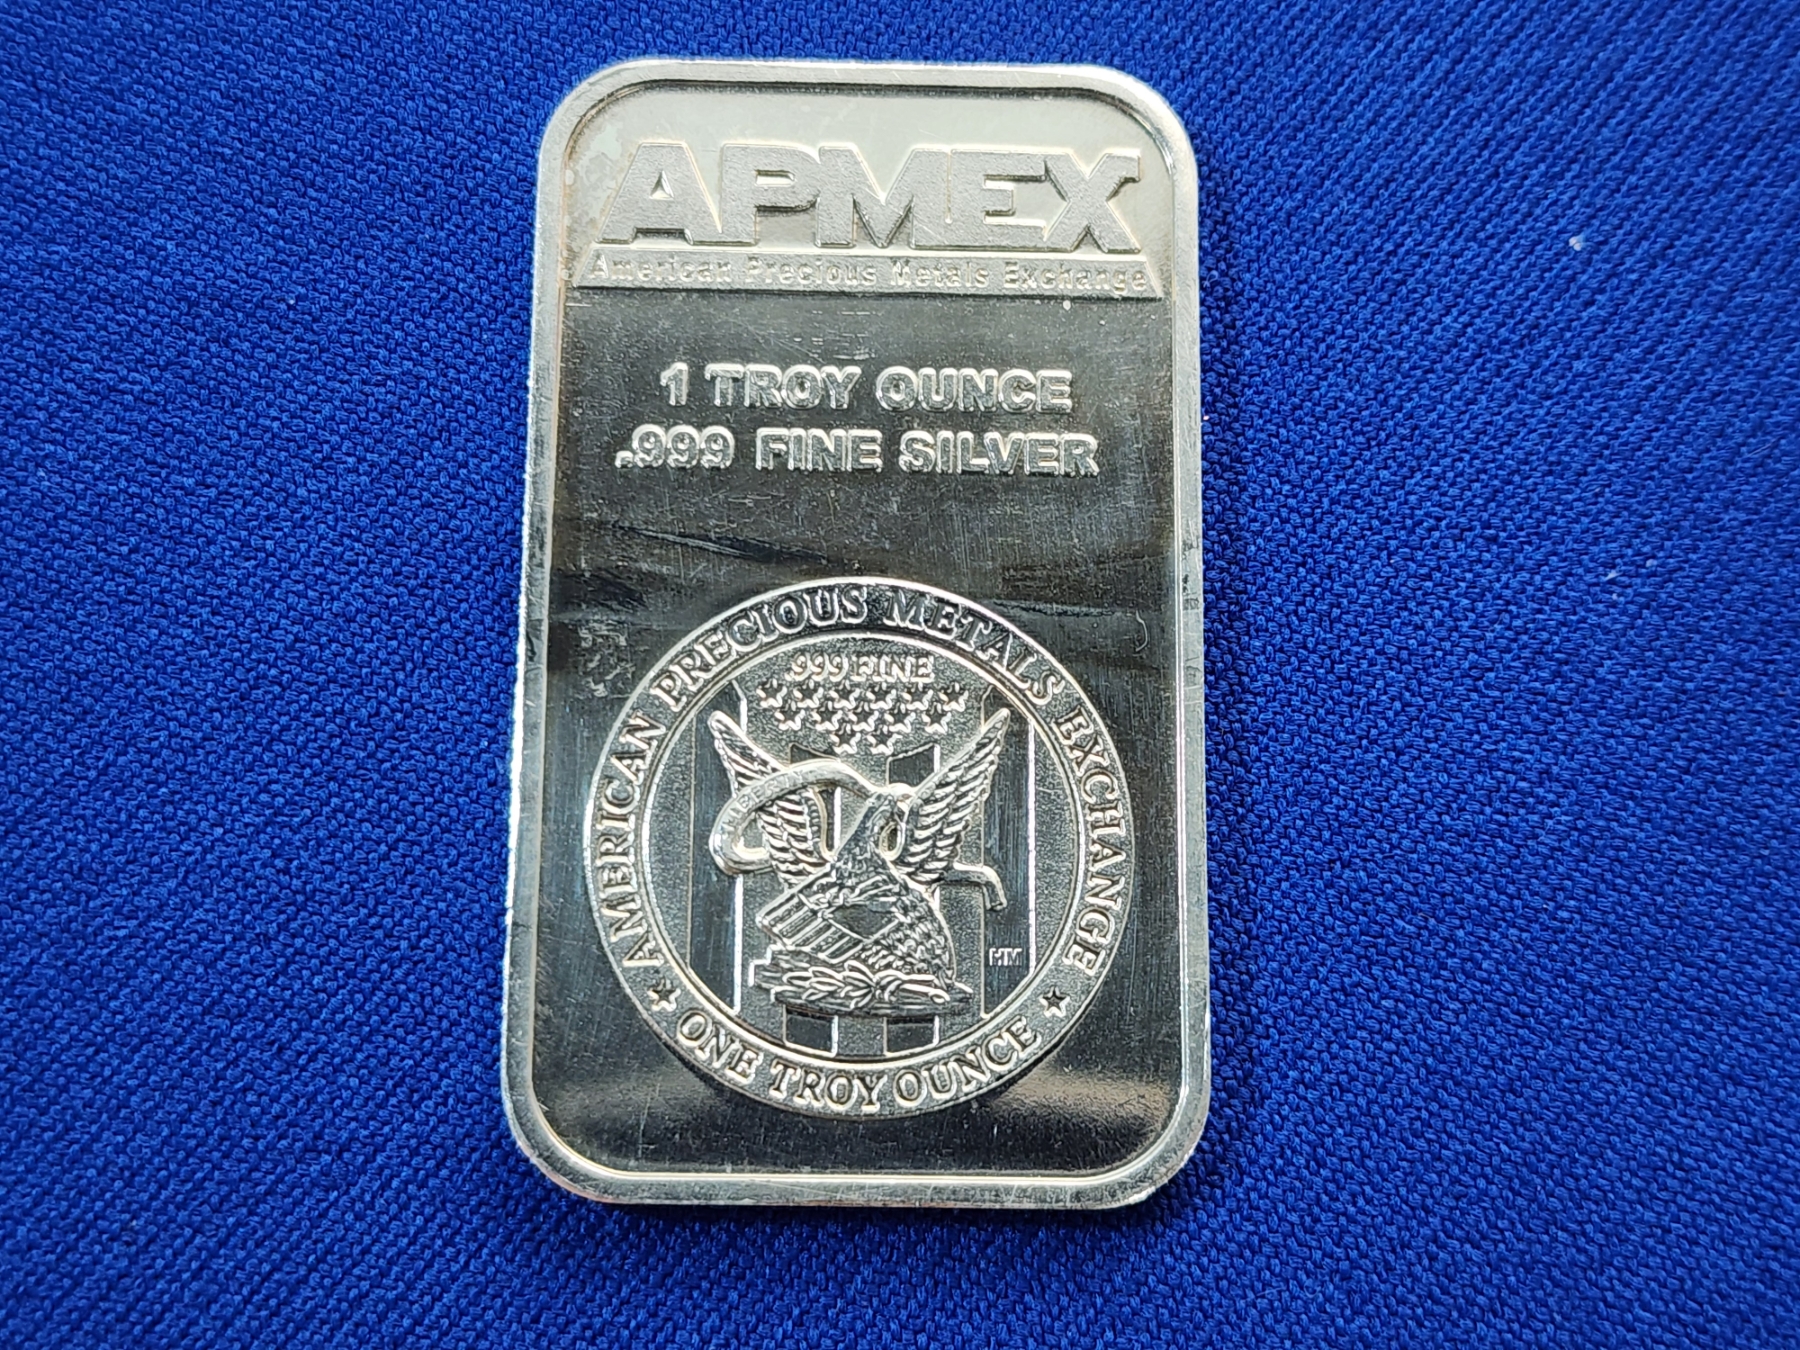 APMEX
American Precious Metals Exchange
1 TROY OUNCE
.999 FINE SILVER
AMERICAN PRECIOUS METALS EXCHANGE
.999 FINE
HM
★ ONE TROY OUNCE ★